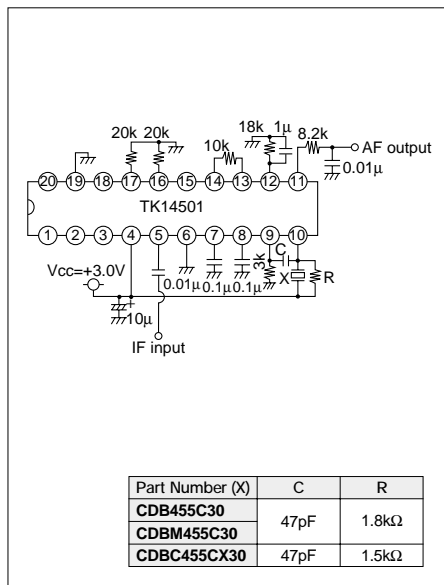 20k 20k
18k 1μ
8.2k
10k
AF output
0.01μ
20 19 18 17 16 15 14 13 12 11
TK14501
1 2 3 4 5 6 7 8 9 10
Vcc=+3.0V
3k
C
X
R
0.01μ
0.1μ 0.1μ
+
10μ
IF input
Part Number (X) C R
CDB455C30 47pF 1.8kΩ
CDBM455C30
CDBC455CX30 47pF 1.5kΩ